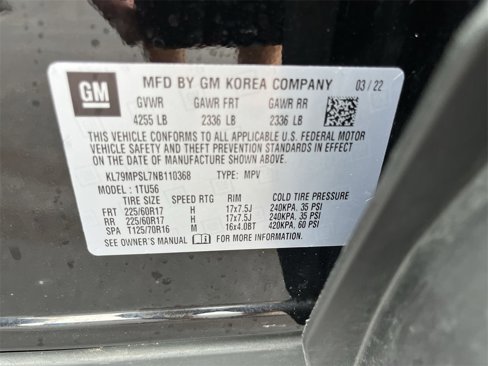 GM
MFD BY GM KOREA COMPANY 03/22
GVWR GAWR FRT GAWR RR
4255 LB 2336 LB 2336 LB
THIS VEHICLE CONFORMS TO ALL APPLICABLE U.S. FEDERAL MOTOR
VEHICLE SAFETY AND THEFT PREVENTION STANDARDS IN EFFECT
ON THE DATE OF MANUFACTURE SHOWN ABOVE.
KL79MPSL7NB110368 TYPE: MPV
MODEL: 1TU56
TIRE SIZE SPEED RTG RIM COLD TIRE PRESSURE
FRT 225/60R17 H 17x7.5J 240KPA, 35 PSI
RR 225/60R17 H 17x7.5J 240KPA, 35 PSI
SPA T125/70R16 M 16x4.0BT 420KPA, 60 PSI
SEE OWNER'S MANUAL FOR MORE INFORMATION.